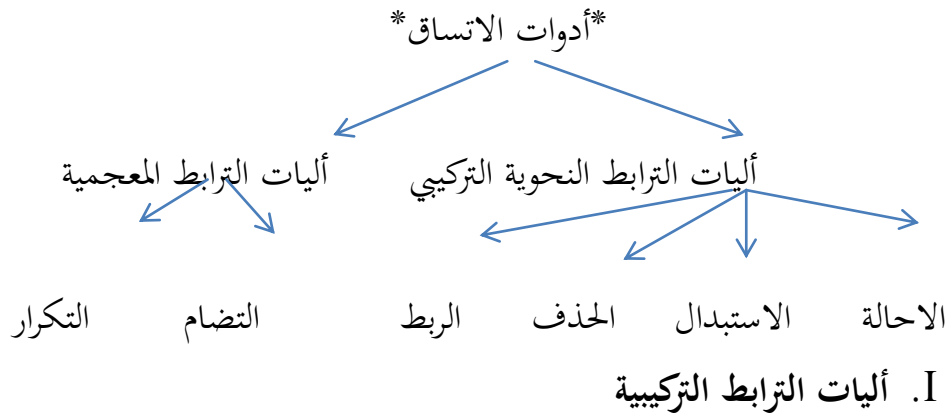 *أدوات الاتساق*
أليات الترابط النحوية التركيبي أليات الترابط المعجمية
الاحالة الاستبدال الحذف الربط التضام التكرار
I. أليات الترابط التركيبية